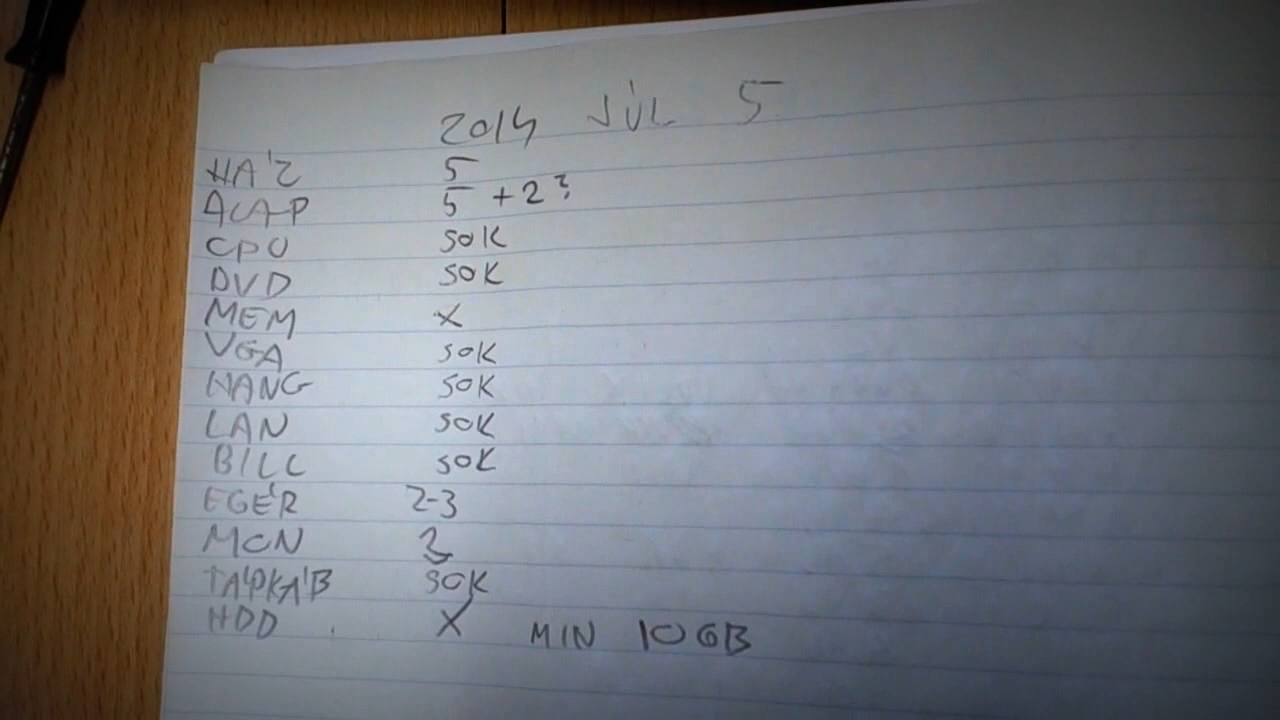 2014 JÚL 5
HÁZ 5
ALAP 5 +2?
CPU SOK
DVD SOK
MEM X
VGA SOK
HANG SOK
LAN SOK
BILL SOK
EGÉR 2-3
MON 3
TÁPKÁB SOK
HDD X MIN 10GB